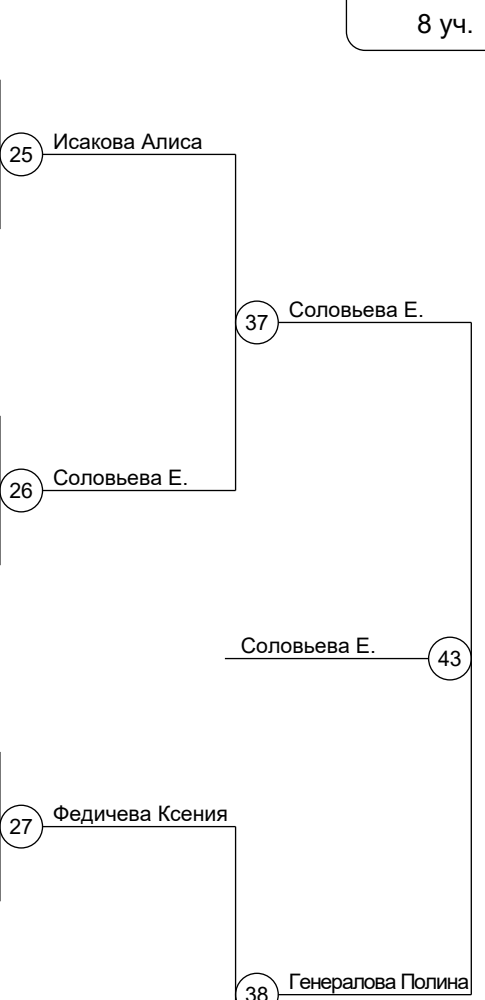 8 уч.
Исакова Алиса
25
Соловьева Е.
37
Соловьева Е.
26
Соловьева Е.
43
Федичева Ксения
27
Генералова Полина
38